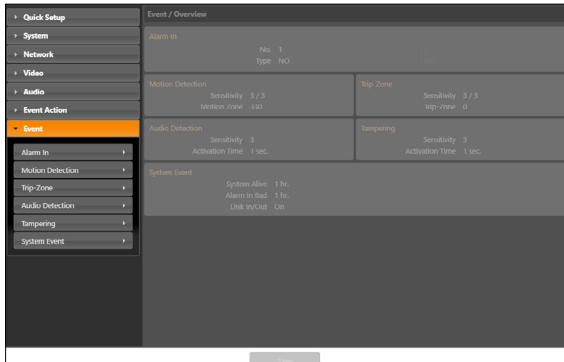 Quick Setup
System
Network
Video
Audio
Event Action
Event
Alarm In
Motion Detection
Trip-Zone
Audio Detection
Tampering
System Event
Event / Overview
Alarm In
No. 1
Type NO
Motion Detection
Sensitivity 3 / 3
Motion Zone
Trip Zone
Sensitivity 3 / 3
Trip-Zone 0
Audio Detection
Sensitivity 3
Activation Time 1 sec.
Tampering
Sensitivity 3
Activation Time 1 sec.
System Event
System Alive 1 hr.
Alarm In Bad 1 hr.
Link In/Out On